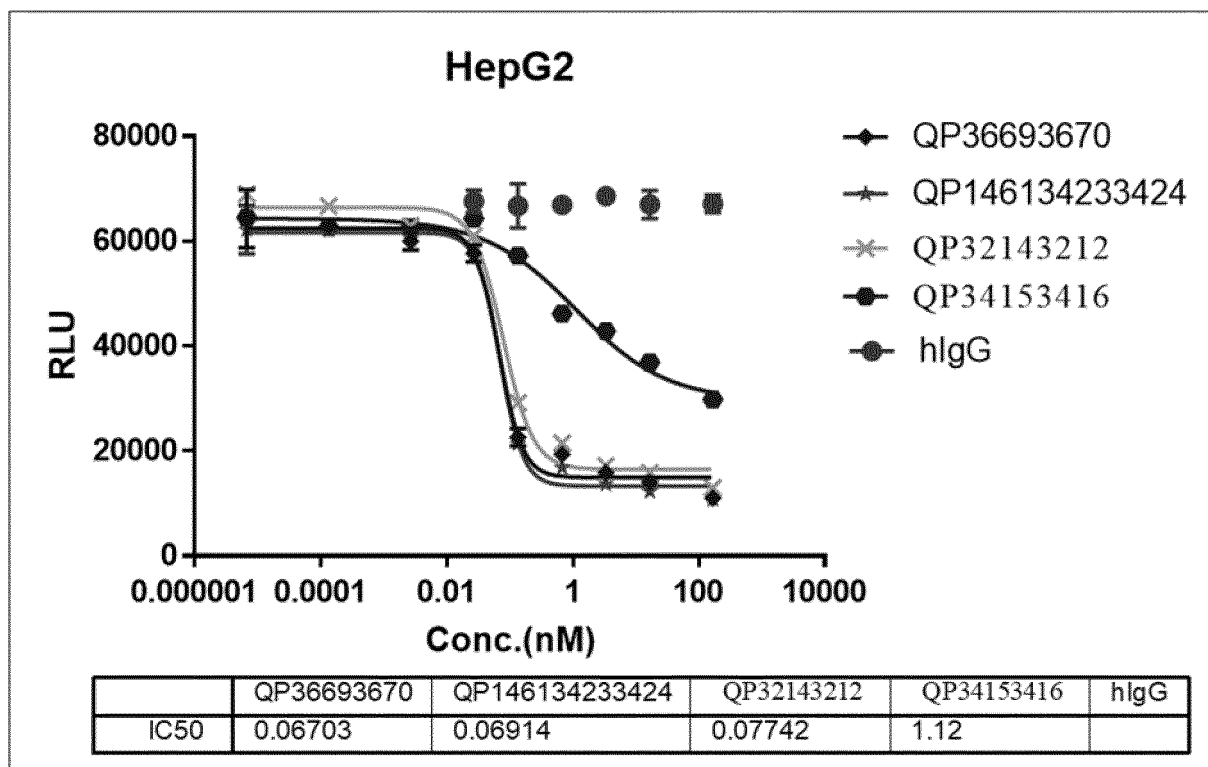 HepG2
80000
60000
40000
20000
0
RLU
0.000001 0.0001 0.01 1 100 10000
Conc.(nM)
QP36693670
QP146134233424
QP32143212
QP34153416
hIgG
QP36693670 QP146134233424 QP32143212 QP34153416 hIgG
IC50 0.06703 0.06914 0.07742 1.12